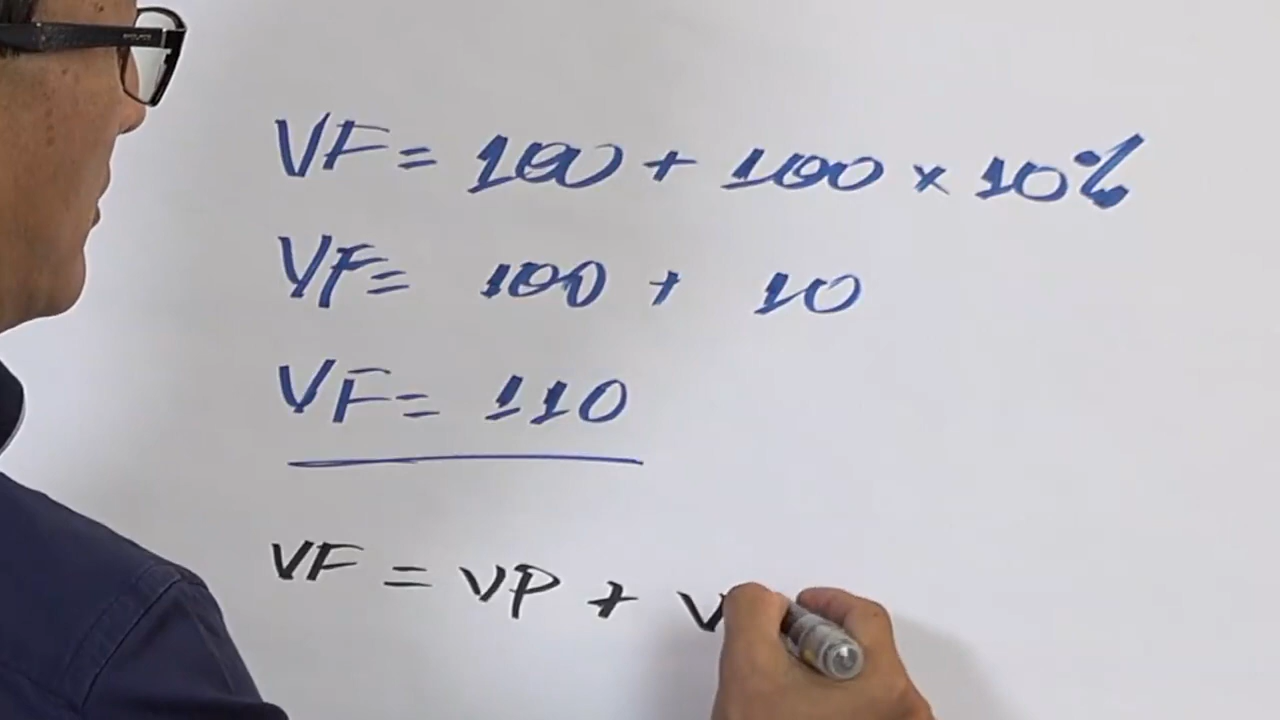 VF = 100 + 100 x 10%
VF = 100 + 10
VF = 110
VF = VP + V